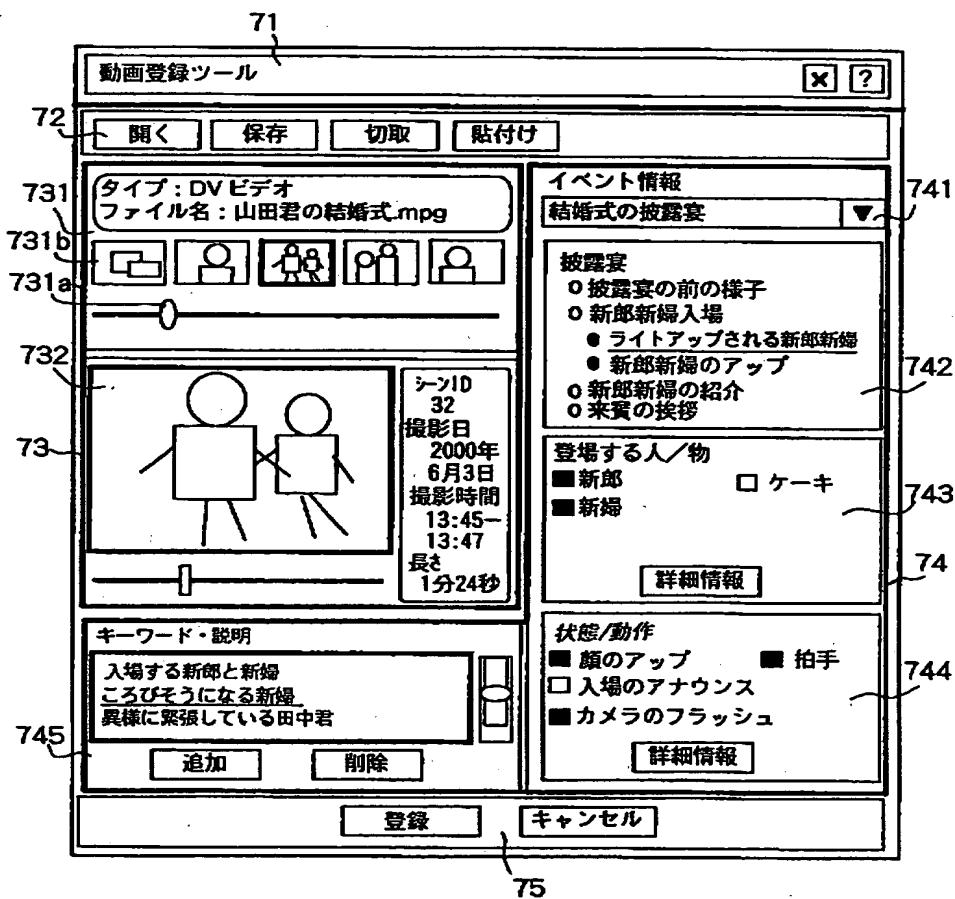 71
動画登録ツール
× ?
72
開く 保存 切取 貼付け
731
タイプ：DVビデオ
ファイル名：山田君の結婚式.mpg
731b
731a
イベント情報
結婚式の披露宴 ▼
741
披露宴
披露宴の前の様子
新郎新婦入場
ライトアップされる新郎新婦
新郎新婦のアップ
新郎新婦の紹介
来賓の挨拶
742
732
73
シーンID
32
撮影日
2000年
6月3日
撮影時間
13:45－
13:47
長さ
1分24秒
登場する人／物
新郎 ケーキ
新婦
743
詳細情報
74
キーワード・説明
入場する新郎と新婦
ころびそうになる新婦
異様に緊張している田中君
745
追加 削除
状態/動作
顔のアップ 拍手
入場のアナウンス
カメラのフラッシュ
744
詳細情報
登録 キャンセル
75